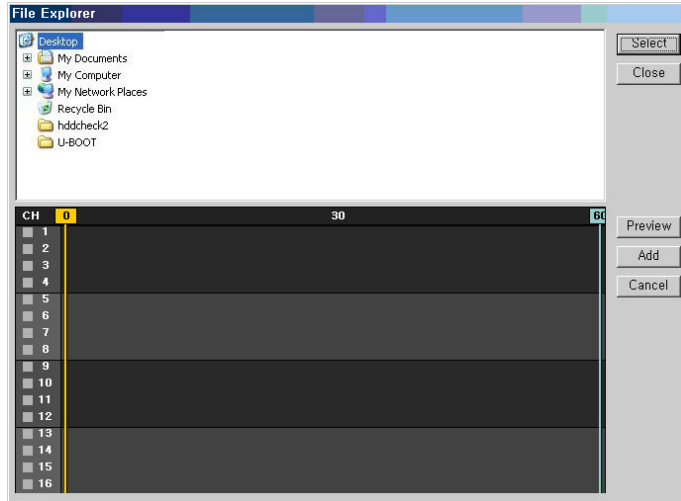 File Explorer
Desktop
My Documents
My Computer
My Network Places
Recycle Bin
hddcheck2
U-BOOT
Select
Close
CH 0 30 60
1
2
3
4
5
6
7
8
9
10
11
12
13
14
15
16
Preview
Add
Cancel